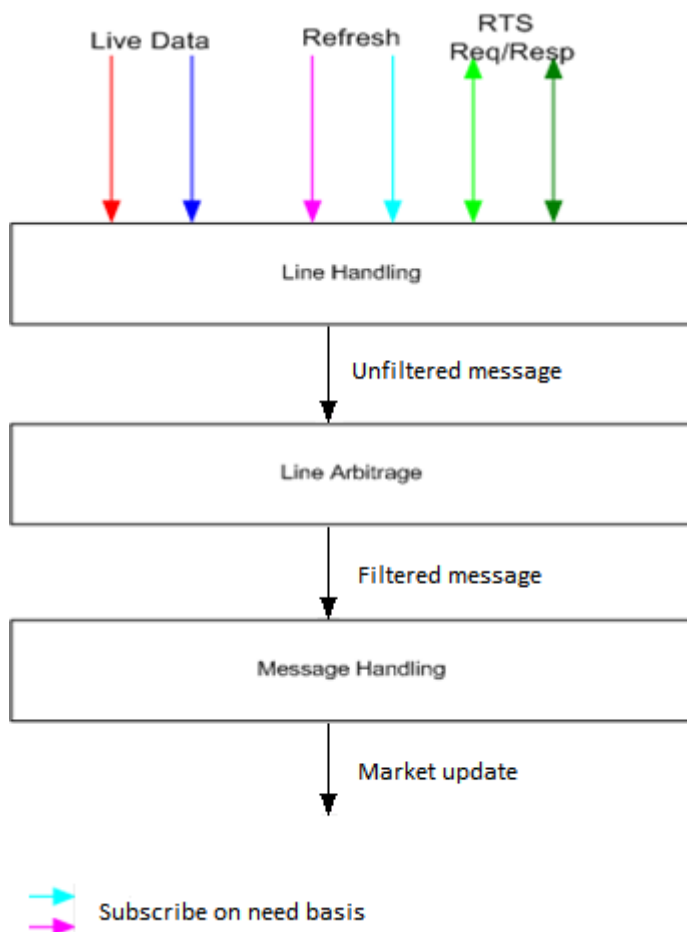 Live Data
Refresh
RTS
Req/Resp
Line Handling
Unfiltered message
Line Arbitrage
Filtered message
Message Handling
Market update
Subscribe on need basis